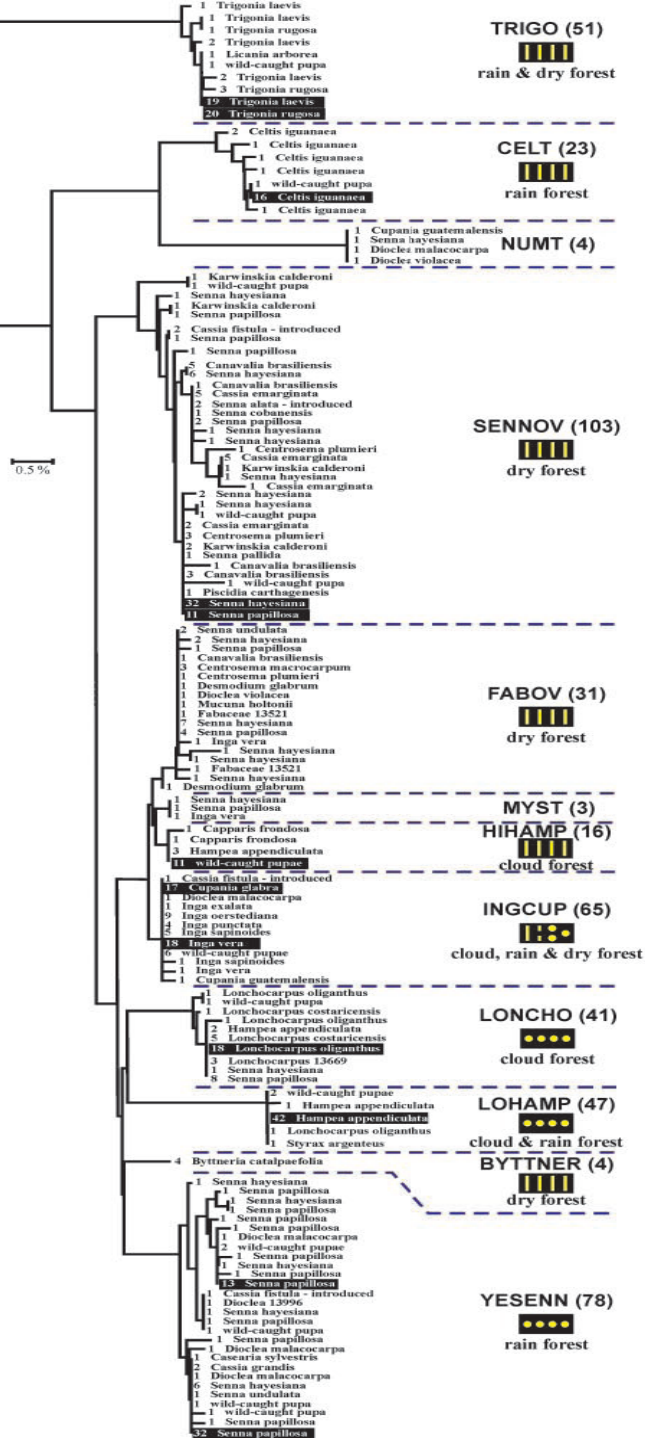 1 Trigonia laevis
1 Trigonia laevis
1 Trigonia rugosa
2 Trigonia laevis
1 Licania arborea
1 wild-caught pupa
2 Trigonia laevis
3 Trigonia rugosa
19 Trigonia laevis
20 Trigonia rugosa
TRIGO (51)
rain & dry forest
2 Celtis iguanaea
1 Celtis iguanaea
1 Celtis iguanaea
1 Celtis iguanaea
1 wild-caught pupa
16 Celtis iguanaea
1 Celtis iguanaea
CELT (23)
rain forest
1 Cupania guatemalensis
1 Senna hayesiana
1 Dioclea malacocarpa
1 Dioclea violacea
NUMT (4)
1 Karwinskia calderoni
1 wild-caught pupa
1 Senna hayesiana
1 Karwinskia calderoni
1 Senna papillosa
2 Cassia fistula - introduced
1 Senna papillosa
1 Senna papillosa
5 Canavalia brasiliensis
6 Senna hayesiana
1 Canavalia brasiliensis
5 Cassia emarginata
2 Senna alata - introduced
1 Senna cobanensis
2 Senna papillosa
1 Senna hayesiana
1 Senna hayesiana
1 Centrosema plumieri
5 Cassia emarginata
1 Karwinskia calderoni
1 Senna hayesiana
1 Cassia emarginata
2 Senna hayesiana
1 Senna hayesiana
1 wild-caught pupa
2 Cassia emarginata
3 Centrosema plumieri
2 Karwinskia calderoni
1 Senna pallida
1 Canavalia brasiliensis
3 Canavalia brasiliensis
1 wild-caught pupa
1 Piscidia carthagenesis
32 Senna hayesiana
11 Senna papillosa
SENNOV (103)
dry forest
0.5 %
2 Senna undulata
2 Senna hayesiana
1 Senna papillosa
1 Canavalia brasiliensis
3 Centrosema macrocarpum
1 Centrosema plumieri
1 Desmodium glabrum
1 Dioclea violacea
1 Mucuna holtonii
1 Fabaceae 13521
7 Senna hayesiana
4 Senna papillosa
1 Inga vera
1 Senna hayesiana
1 Senna hayesiana
1 Fabaceae 13521
1 Senna hayesiana
1 Desmodium glabrum
FABOV (31)
dry forest
1 Senna hayesiana
1 Senna papillosa
1 Inga vera
MYST (3)
1 Capparis frondosa
1 Capparis frondosa
3 Hampea appendiculata
11 wild-caught pupae
HIHAMP (16)
cloud forest
1 Cassia fistula - introduced
17 Cupania glabra
1 Dioclea malacocarpa
1 Inga exalata
9 Inga oerstediana
4 Inga punctata
5 Inga sapinoides
18 Inga vera
6 wild-caught pupae
1 Inga sapinoides
1 Inga vera
1 Cupania guatemalensis
INGCUP (65)
cloud, rain & dry forest
1 Lonchocarpus oliganthus
1 wild-caught pupa
1 Lonchocarpus costaricensis
1 Lonchocarpus oliganthus
2 Hampea appendiculata
5 Lonchocarpus costaricensis
18 Lonchocarpus oliganthus
3 Lonchocarpus 13669
1 Senna hayesiana
8 Senna papillosa
LONCHO (41)
cloud forest
2 wild-caught pupae
1 Hampea appendiculata
42 Hampea appendiculata
1 Lonchocarpus oliganthus
1 Styrax argenteus
LOHAMP (47)
cloud & rain forest
4 Byttneria catalpaefolia
BYTTNER (4)
dry forest
1 Senna hayesiana
1 Senna papillosa
1 Senna hayesiana
1 Senna papillosa
1 Senna papillosa
1 Senna papillosa
1 Dioclea malacocarpa
2 wild-caught pupae
1 Senna papillosa
1 Senna hayesiana
1 Senna papillosa
13 Senna papillosa
1 Cassia fistula - introduced
1 Dioclea 13996
1 Senna hayesiana
1 Senna papillosa
1 wild-caught pupa
1 Senna papillosa
1 Dioclea malacocarpa
1 Casearia sylvestris
2 Cassia grandis
1 Dioclea malacocarpa
6 Senna hayesiana
1 Senna undulata
1 wild-caught pupa
1 wild-caught pupa
1 Senna papillosa
32 Senna papillosa
YESENN (78)
rain forest